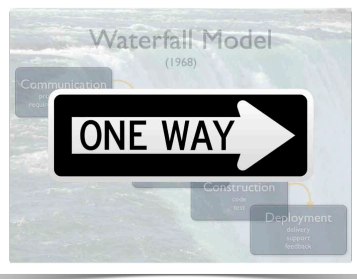 Waterfall Model
(1968)
Communication
ONE WAY
Construction
code
test
Deployment
delivery
support
feedback